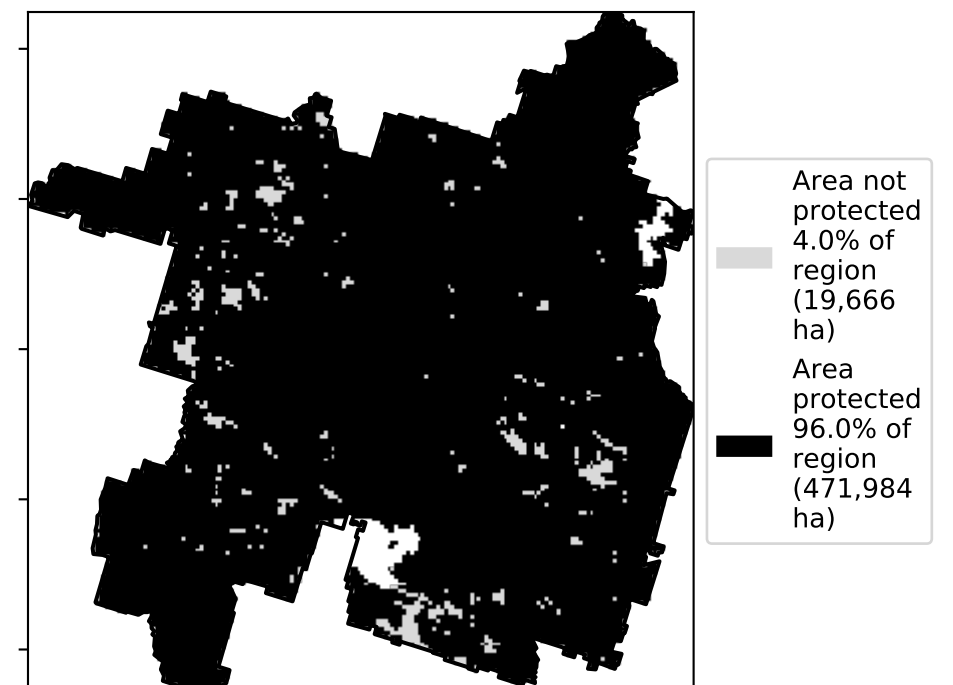 Area not
protected
4.0% of
region
(19,666
ha)
Area
protected
96.0% of
region
(471,984
ha)